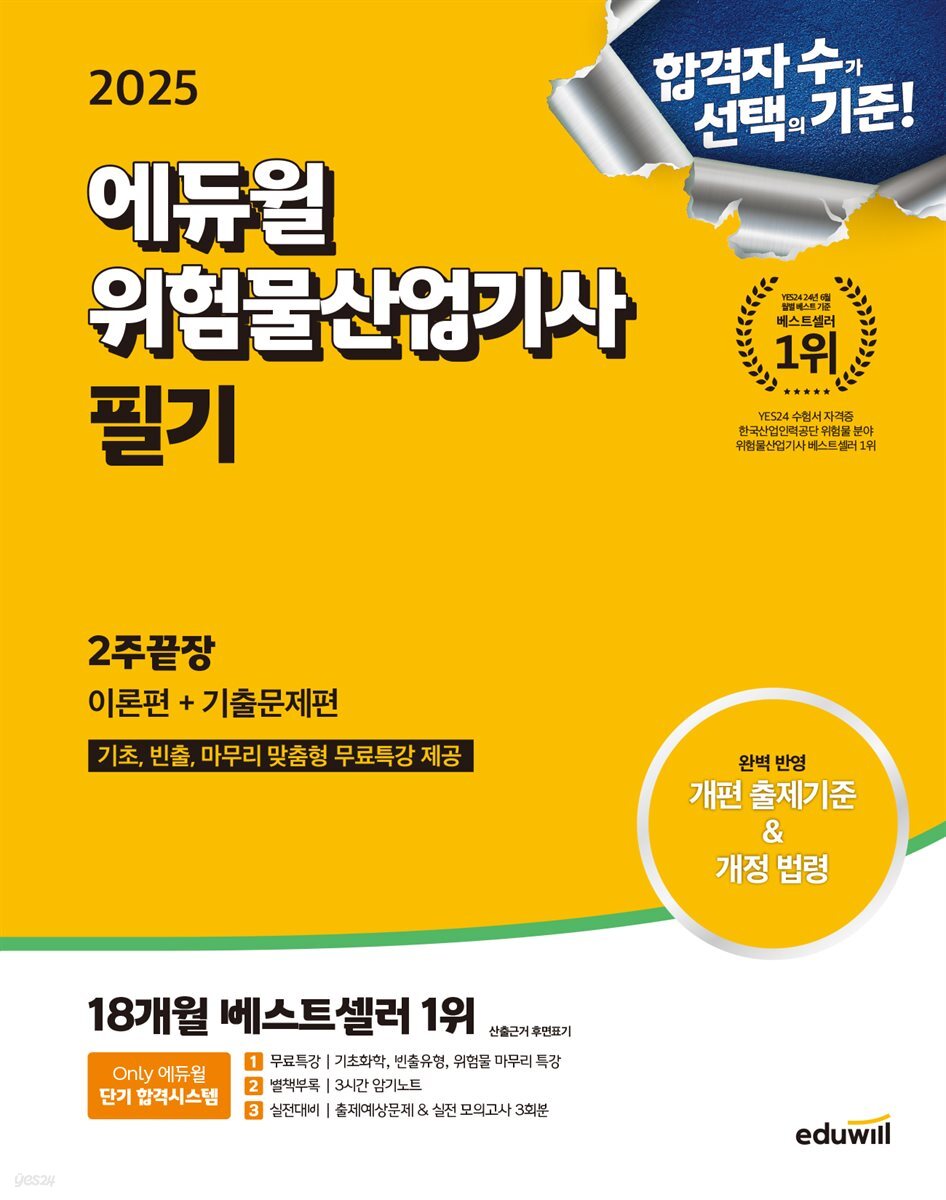 2025
합격자 수가
선택의 기준!
에듀윌
위험물산업기사
필기
YES24 24년 6월
월별 베스트 기준
베스트셀러
1위
★★★★★
YES24 수험서 자격증
한국산업인력공단 위험물 분야
위험물산업기사 베스트셀러 1위
2주끝장
이론편 + 기출문제편
기초, 빈출, 마무리 맞춤형 무료특강 제공
완벽 반영
개편 출제기준
&
개정 법령
18개월 베스트셀러 1위 산출근거 후면표기
Only 에듀윌
단기 합격시스템
1 무료특강 | 기초화학, 빈출유형, 위험물 마무리 특강
2 별책부록 | 3시간 암기노트
3 실전대비 | 출제예상문제 & 실전 모의고사 3회분
eduwill
yes24